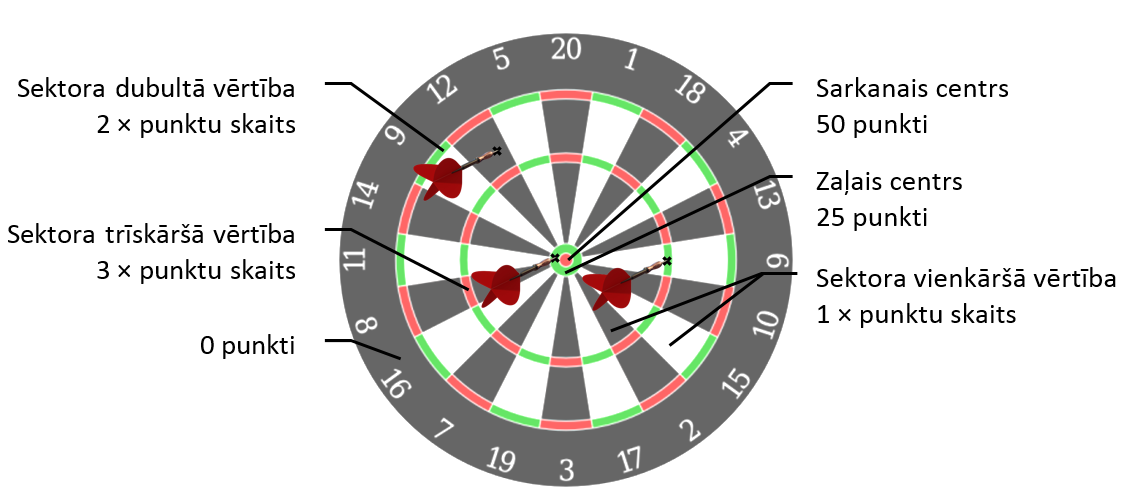 Sektora dubultā vērtība
2 × punktu skaits
Sektora trīskāršā vērtība
3 × punktu skaits
0 punkti
20
1
18
4
13
6
10
15
2
17
3
19
7
16
8
11
14
9
12
5
Sarkanais centrs
50 punkti
Zaļais centrs
25 punkti
Sektora vienkāršā vērtība
1 × punktu skaits